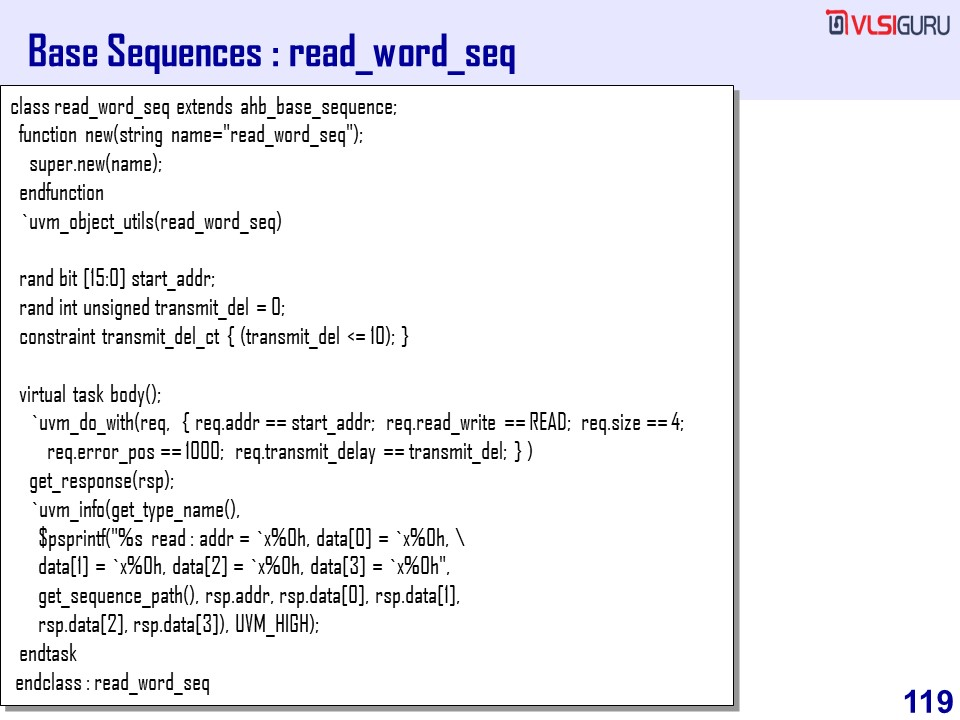 VLSIGURU
Base Sequences : read_word_seq
class read_word_seq extends ahb_base_sequence;
function new(string name="read_word_seq");
super.new(name);
endfunction
`uvm_object_utils(read_word_seq)
rand bit [15:0] start_addr;
rand int unsigned transmit_del = 0;
constraint transmit_del_ct { (transmit_del <= 10); }
virtual task body();
`uvm_do_with(req, { req.addr == start_addr; req.read_write == READ; req.size == 4;
req.error_pos == 1000; req.transmit_delay == transmit_del; } )
get_response(rsp);
`uvm_info(get_type_name(),
$psprintf("%s read : addr = `x%0h, data[0] = `x%0h, \
data[1] = `x%0h, data[2] = `x%0h, data[3] = `x%0h",
get_sequence_path(), rsp.addr, rsp.data[0], rsp.data[1],
rsp.data[2], rsp.data[3]), UVM_HIGH);
endtask
endclass : read_word_seq
119